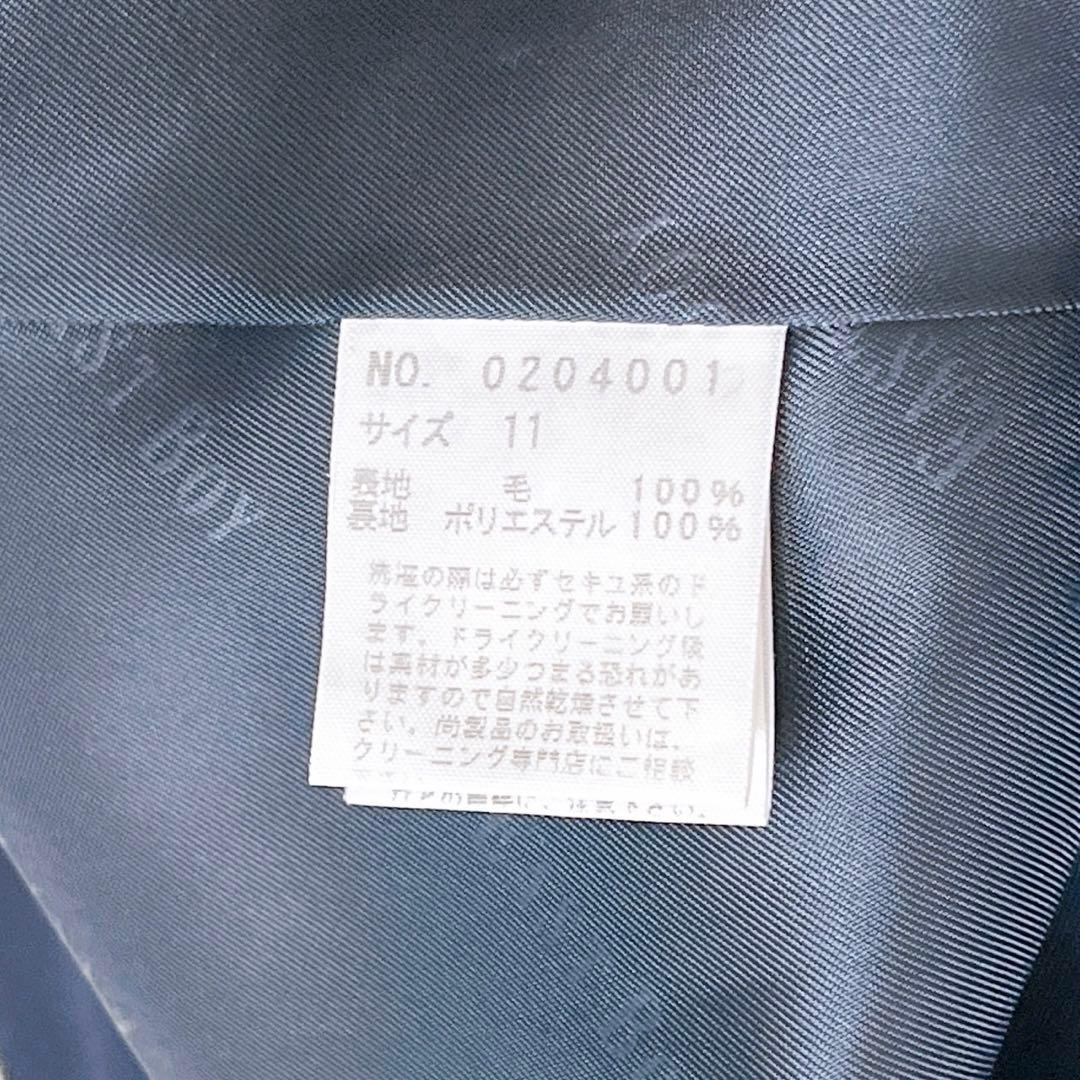 NO. 0204001
サイズ 11
表地 毛 100%
裏地 ポリエステル 100%
洗濯の際は必ずセキユ系のド
ライクリーニングでお願いし
ます。ドライクリーニング後
は素材が多少つまる恐れがあ
りますので自然乾燥させて下
さい。尚製品のお取扱いは、
クリーニング専門店にご相談